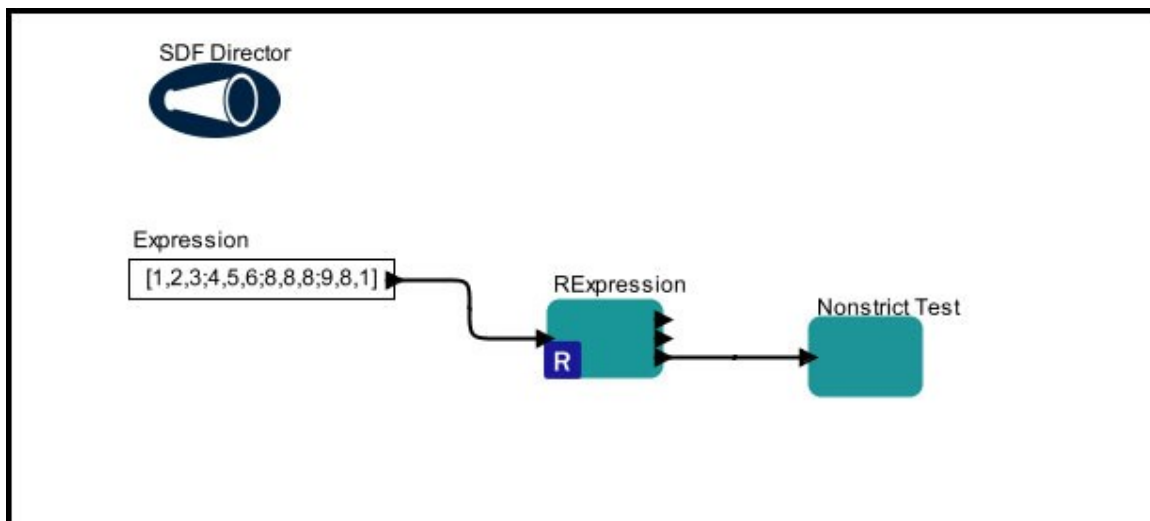 SDF Director
Expression
[1,2,3;4,5,6;8,8,8;9,8,1]
RExpression
R
Nonstrict Test